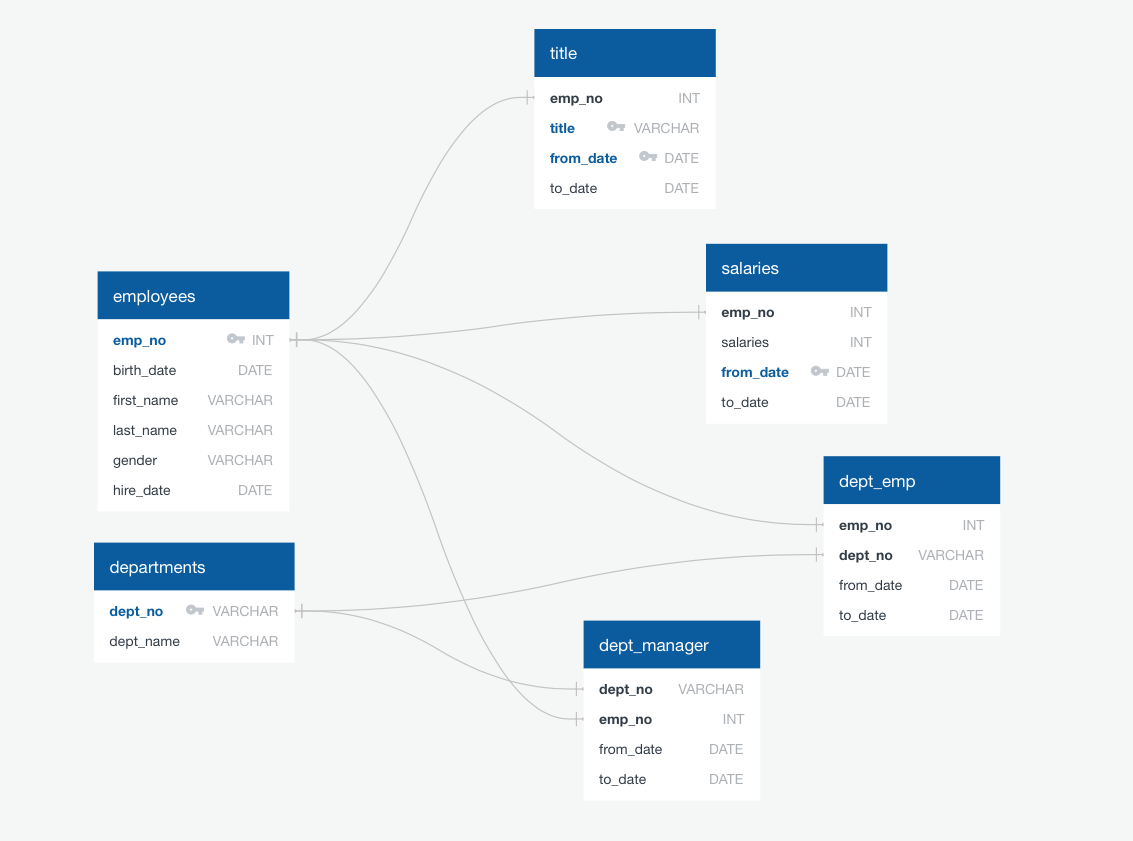 title
emp_no INT
title VARCHAR
from_date DATE
to_date DATE
salaries
emp_no INT
salaries INT
from_date DATE
to_date DATE
employees
emp_no INT
birth_date DATE
first_name VARCHAR
last_name VARCHAR
gender VARCHAR
hire_date DATE
dept_emp
emp_no INT
dept_no VARCHAR
from_date DATE
to_date DATE
departments
dept_no VARCHAR
dept_name VARCHAR
dept_manager
dept_no VARCHAR
emp_no INT
from_date DATE
to_date DATE